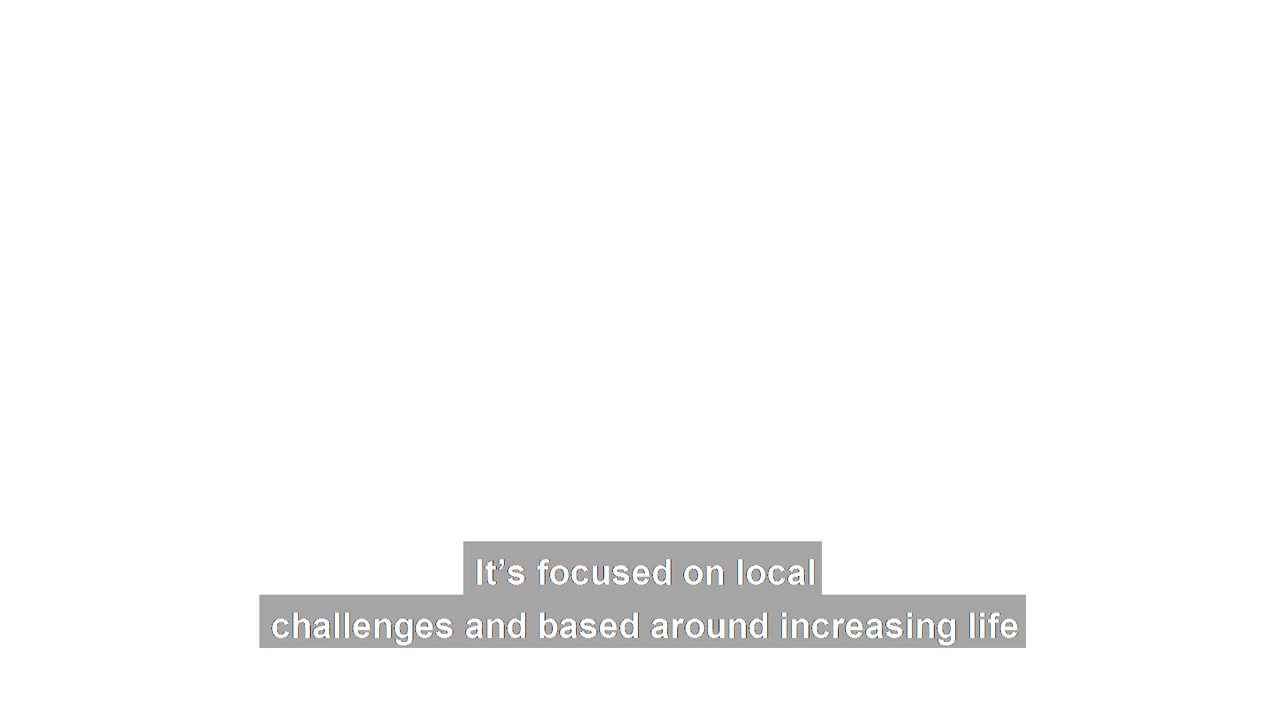 It’s focused on local
challenges and based around increasing life